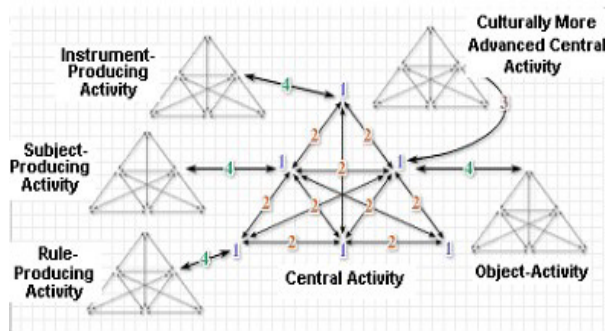 Culturally More
Advanced Central
Activity
Instrument-
Producing
Activity
4
1
3
2 2
Subject-
Producing
Activity
4
1
2
1
4
2 2 2 2
Rule-
Producing
Activity
4
1
2
1
2
1
Central Activity
Object-Activity